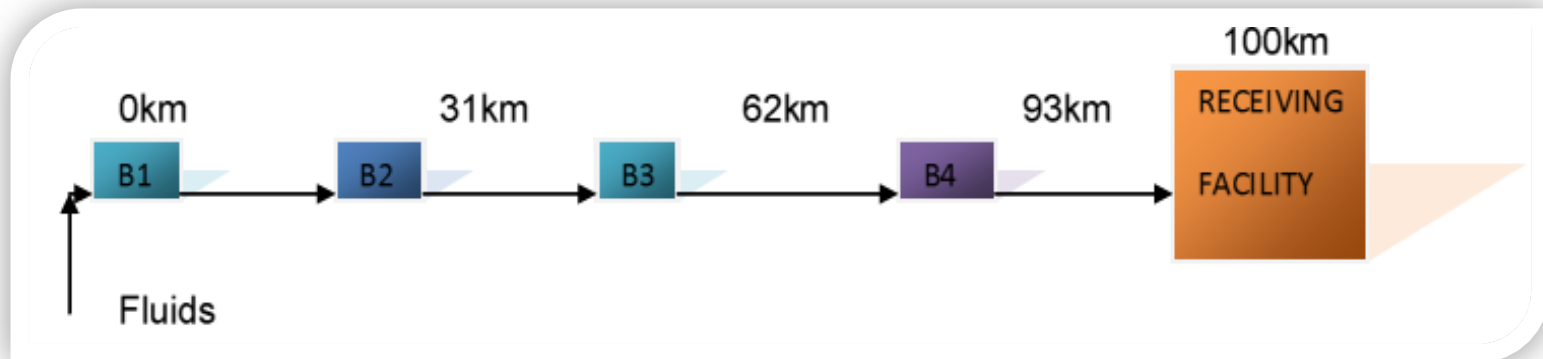 100km
0km 31km 62km 93km
RECEIVING
B1 B2 B3 B4 FACILITY
Fluids